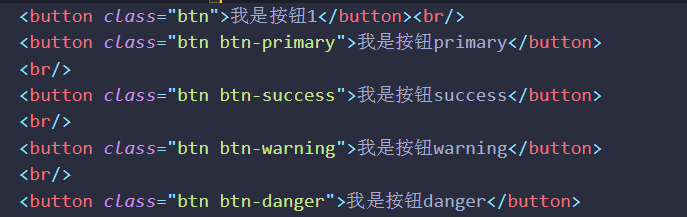 <button class="btn">我是按钮1</button><br/>
<button class="btn btn-primary">我是按钮primary</button>
<br/>
<button class="btn btn-success">我是按钮success</button>
<br/>
<button class="btn btn-warning">我是按钮warning</button>
<br/>
<button class="btn btn-danger">我是按钮danger</button>